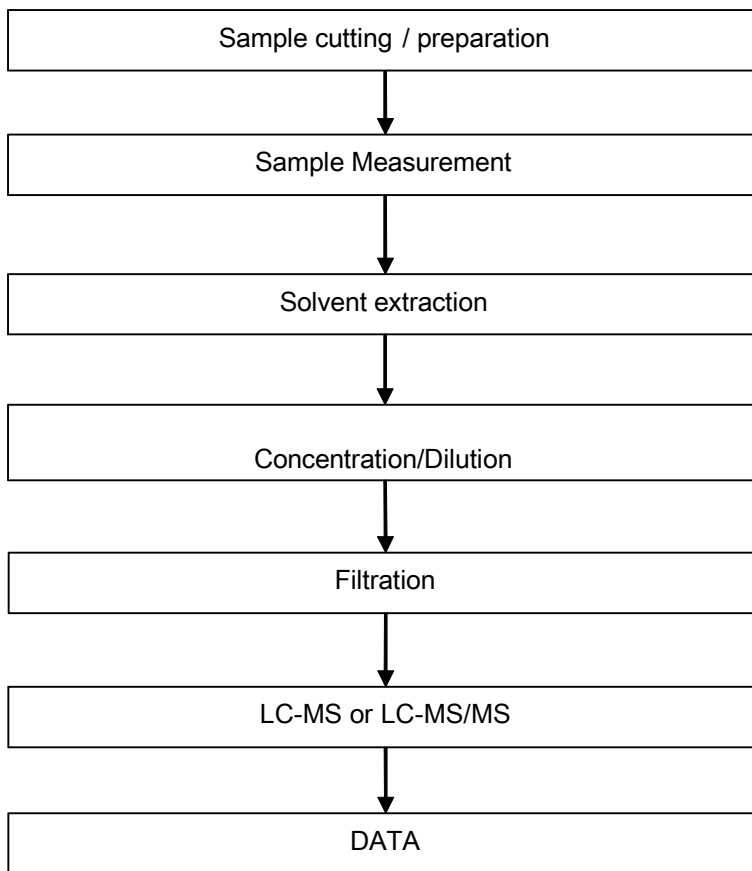 Sample cutting / preparation
Sample Measurement
Solvent extraction
Concentration/Dilution
Filtration
LC-MS or LC-MS/MS
DATA